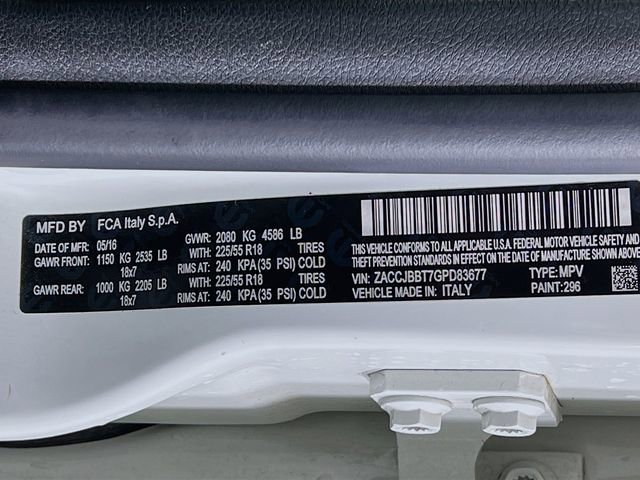 MFD BY FCA Italy S.p.A.
DATE OF MFR: 05/16 GVWR: 2080 KG 4586 LB
GAWR FRONT: 1150 KG 2535 LB WITH: 225/55 R18 TIRES
18x7 RIMS AT: 240 KPA(35 PSI) COLD
GAWR REAR: 1000 KG 2205 LB WITH: 225/55 R18 TIRES
18x7 RIMS AT: 240 KPA(35 PSI) COLD
THIS VEHICLE CONFORMS TO ALL APPLICABLE U.S.A. FEDERAL MOTOR VEHICLE SAFETY, BUMPER AND
THEFT PREVENTION STANDARDS IN EFFECT ON THE DATE OF MANUFACTURE SHOWN ABOVE.
VIN: ZACCJBBT7GPD83677 TYPE: MPV
VEHICLE MADE IN: ITALY PAINT: 296